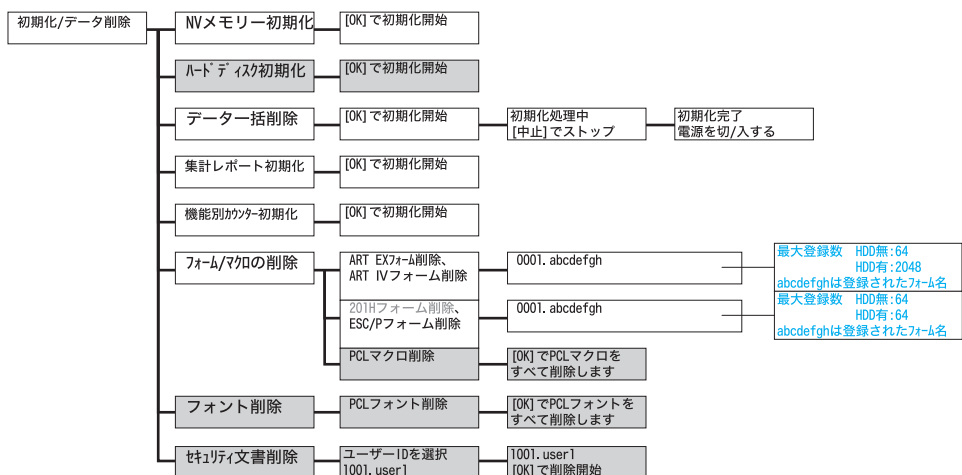 初期化/データ削除
NVメモリー初期化
[OK]で初期化開始
ﾊｰﾄﾞﾃﾞｨｽｸ初期化
[OK]で初期化開始
データ一括削除
[OK]で初期化開始
初期化処理中
[中止]でストップ
初期化完了
電源を切/入する
集計レポート初期化
[OK]で初期化開始
機能別ｶｳﾝﾀｰ初期化
[OK]で初期化開始
ﾌｫｰﾑ/ﾏｸﾛの削除
ART EXﾌｫｰﾑ削除、
ART IVフォーム削除
0001.abcdefgh
最大登録数 HDD無:64
HDD有:2048
abcdefghは登録されたﾌｫｰﾑ名
201Hフォーム削除、
ESC/Pフォーム削除
0001.abcdefgh
最大登録数 HDD無:64
HDD有:64
abcdefghは登録されたﾌｫｰﾑ名
PCLマクロ削除
[OK]でPCLマクロを
すべて削除します
フォント削除
PCLフォント削除
[OK]でPCLフォントを
すべて削除します
ｾｷｭﾘﾃｨ文書削除
ユーザーIDを選択
1001.user1
1001.user1
[OK]で削除開始